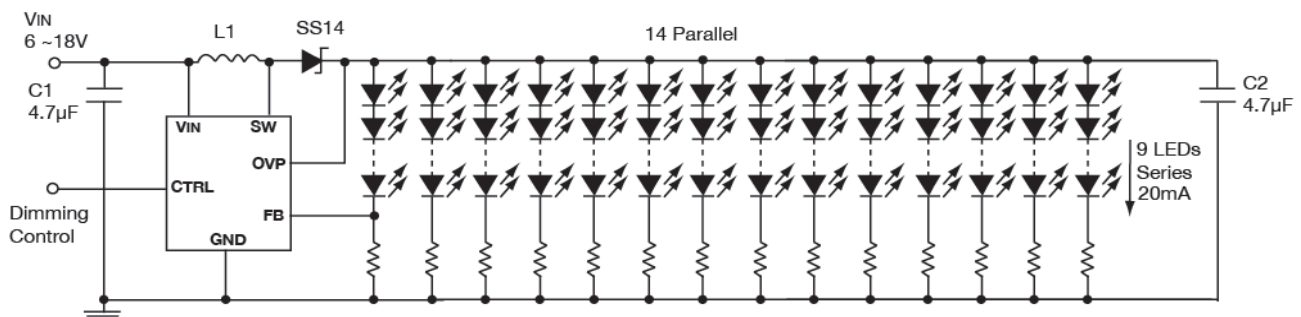 VIN
6 ~18V
L1
SS14
14 Parallel
C1
4.7µF
VIN
SW
OVP
CTRL
FB
GND
Dimming
Control
9 LEDs
Series
20mA
C2
4.7µF